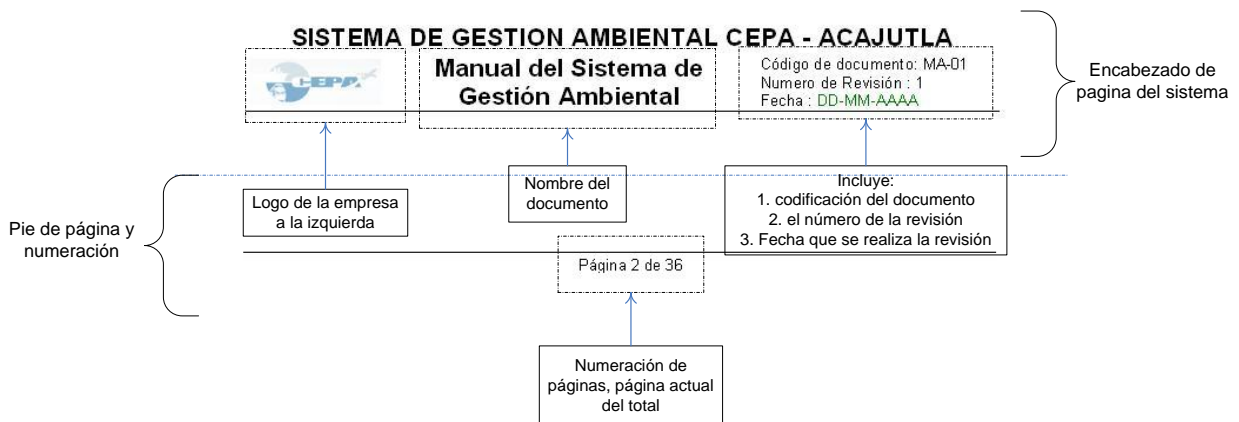 SISTEMA DE GESTION AMBIENTAL CEPA - ACAJUTLA
CEPA
Manual del Sistema de
Gestión Ambiental
Código de documento: MA-01
Numero de Revisión : 1
Fecha : DD-MM-AAAA
Encabezado de
pagina del sistema
Logo de la empresa
a la izquierda
Nombre del
documento
Incluye:
1. codificación del documento
2. el número de la revisión
3. Fecha que se realiza la revisión
Pie de página y
numeración
Página 2 de 36
Numeración de
páginas, página actual
del total